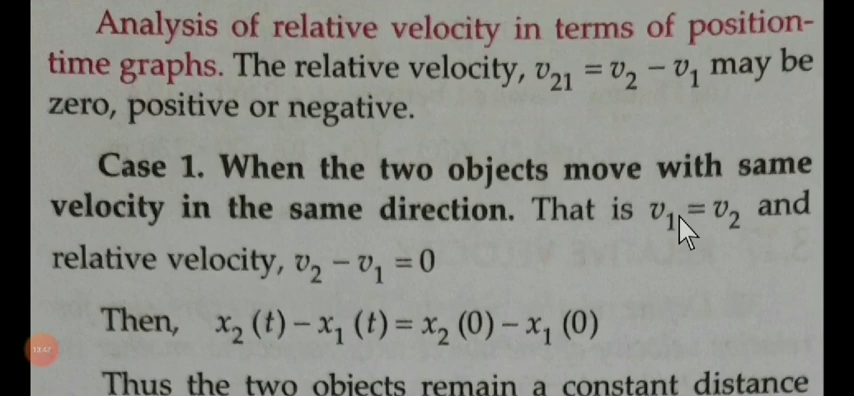 Analysis of relative velocity in terms of position-
time graphs. The relative velocity, v₂₁ = v₂ − v₁ may be
zero, positive or negative.
Case 1. When the two objects move with same
velocity in the same direction. That is v₁ = v₂ and
relative velocity, v₂ − v₁ = 0
Then, x₂ (t) − x₁ (t) = x₂ (0) − x₁ (0)
13:47
Thus the two objects remain a constant distance